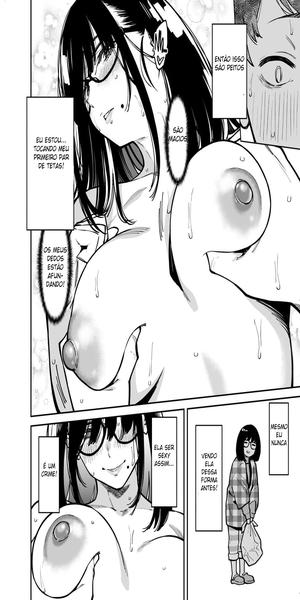 ENTÃO ISSO
SÃO PEITOS
SÃO
MACIOS
EU ESTOU...
TOCANDO MEU
PRIMEIRO PAR
DE TETAS!
OS MEUS
DEDOS
ESTÃO
AFUN-
DANDO!
MESMO
EU
NUNCA
VENDO
ELA
DESSA
FORMA
ANTES!
ELA SER
SEXY
ASSIM...
É UM
CRIME!